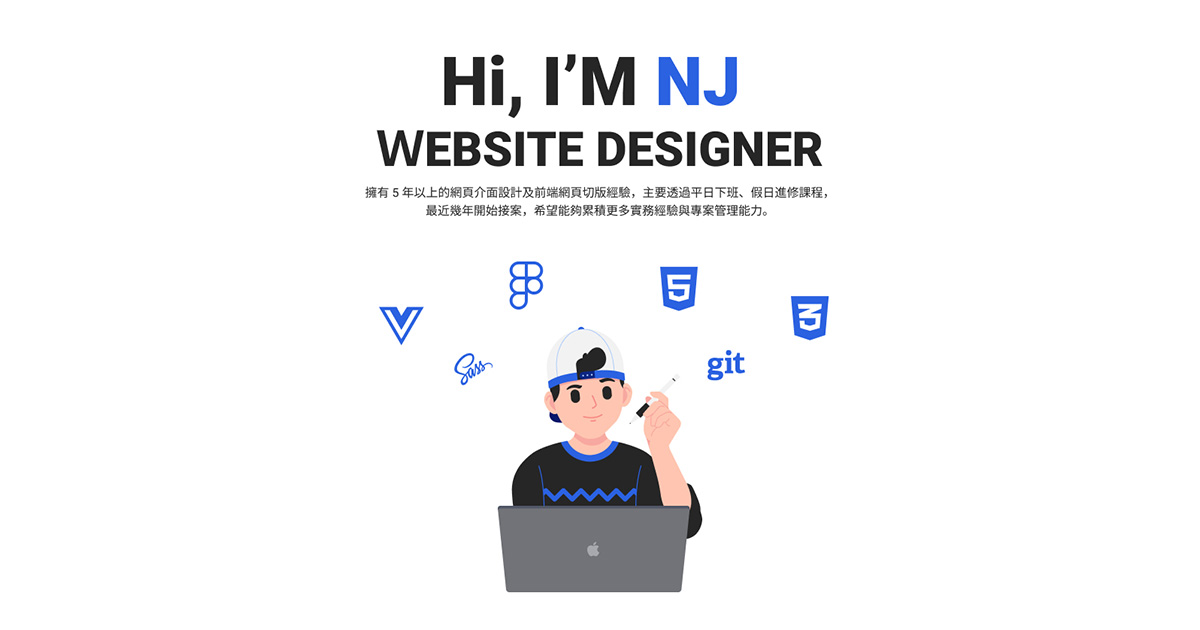 Hi, I’M NJ
WEBSITE DESIGNER
擁有 5 年以上的網頁介面設計及前端網頁切版經驗，主要透過平日下班、假日進修課程，
最近幾年開始接案，希望能夠累積更多實務經驗與專案管理能力。
5
3
Sass
git